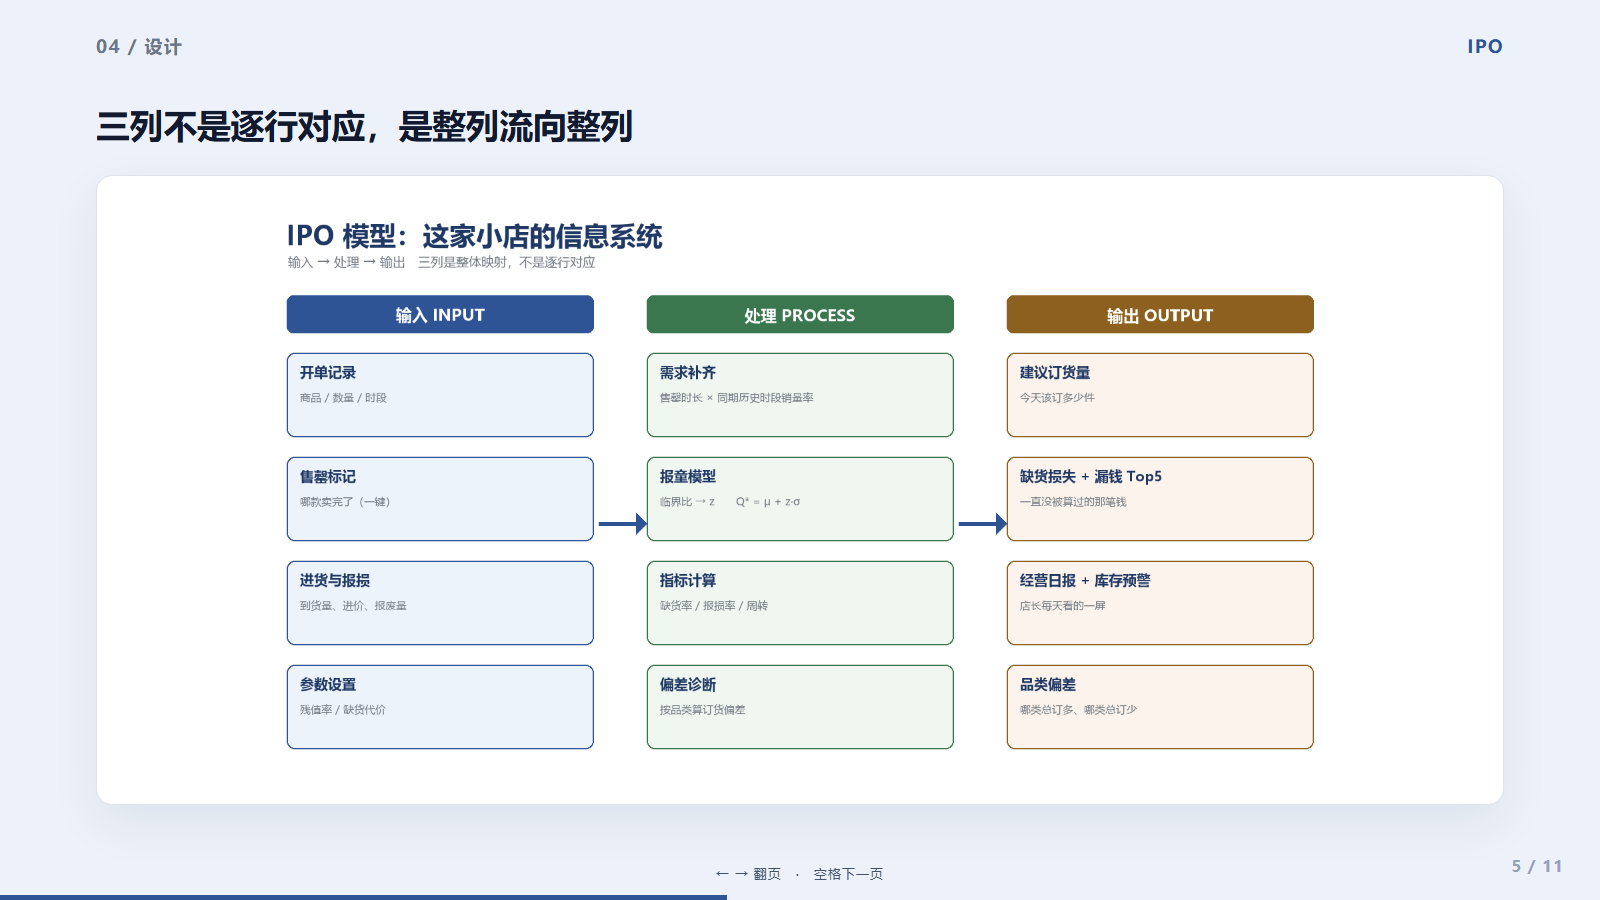 04 / 设计
IPO
三列不是逐行对应，是整列流向整列
IPO 模型：这家小店的信息系统
输入 → 处理 → 输出　三列是整体映射，不是逐行对应
输入 INPUT
处理 PROCESS
输出 OUTPUT
开单记录
商品 / 数量 / 时段
需求补齐
售罄时长 × 同期历史时段销量率
建议订货量
今天该订多少件
售罄标记
哪款卖完了（一键）
报童模型
临界比 → z　　Q* = μ + z·σ
缺货损失 + 漏钱 Top5
一直没被算过的那笔钱
进货与报损
到货量、进价、报废量
指标计算
缺货率 / 报损率 / 周转
经营日报 + 库存预警
店长每天看的一屏
参数设置
残值率 / 缺货代价
偏差诊断
按品类算订货偏差
品类偏差
哪类总订多、哪类总订少
← → 翻页　·　空格下一页
5 / 11